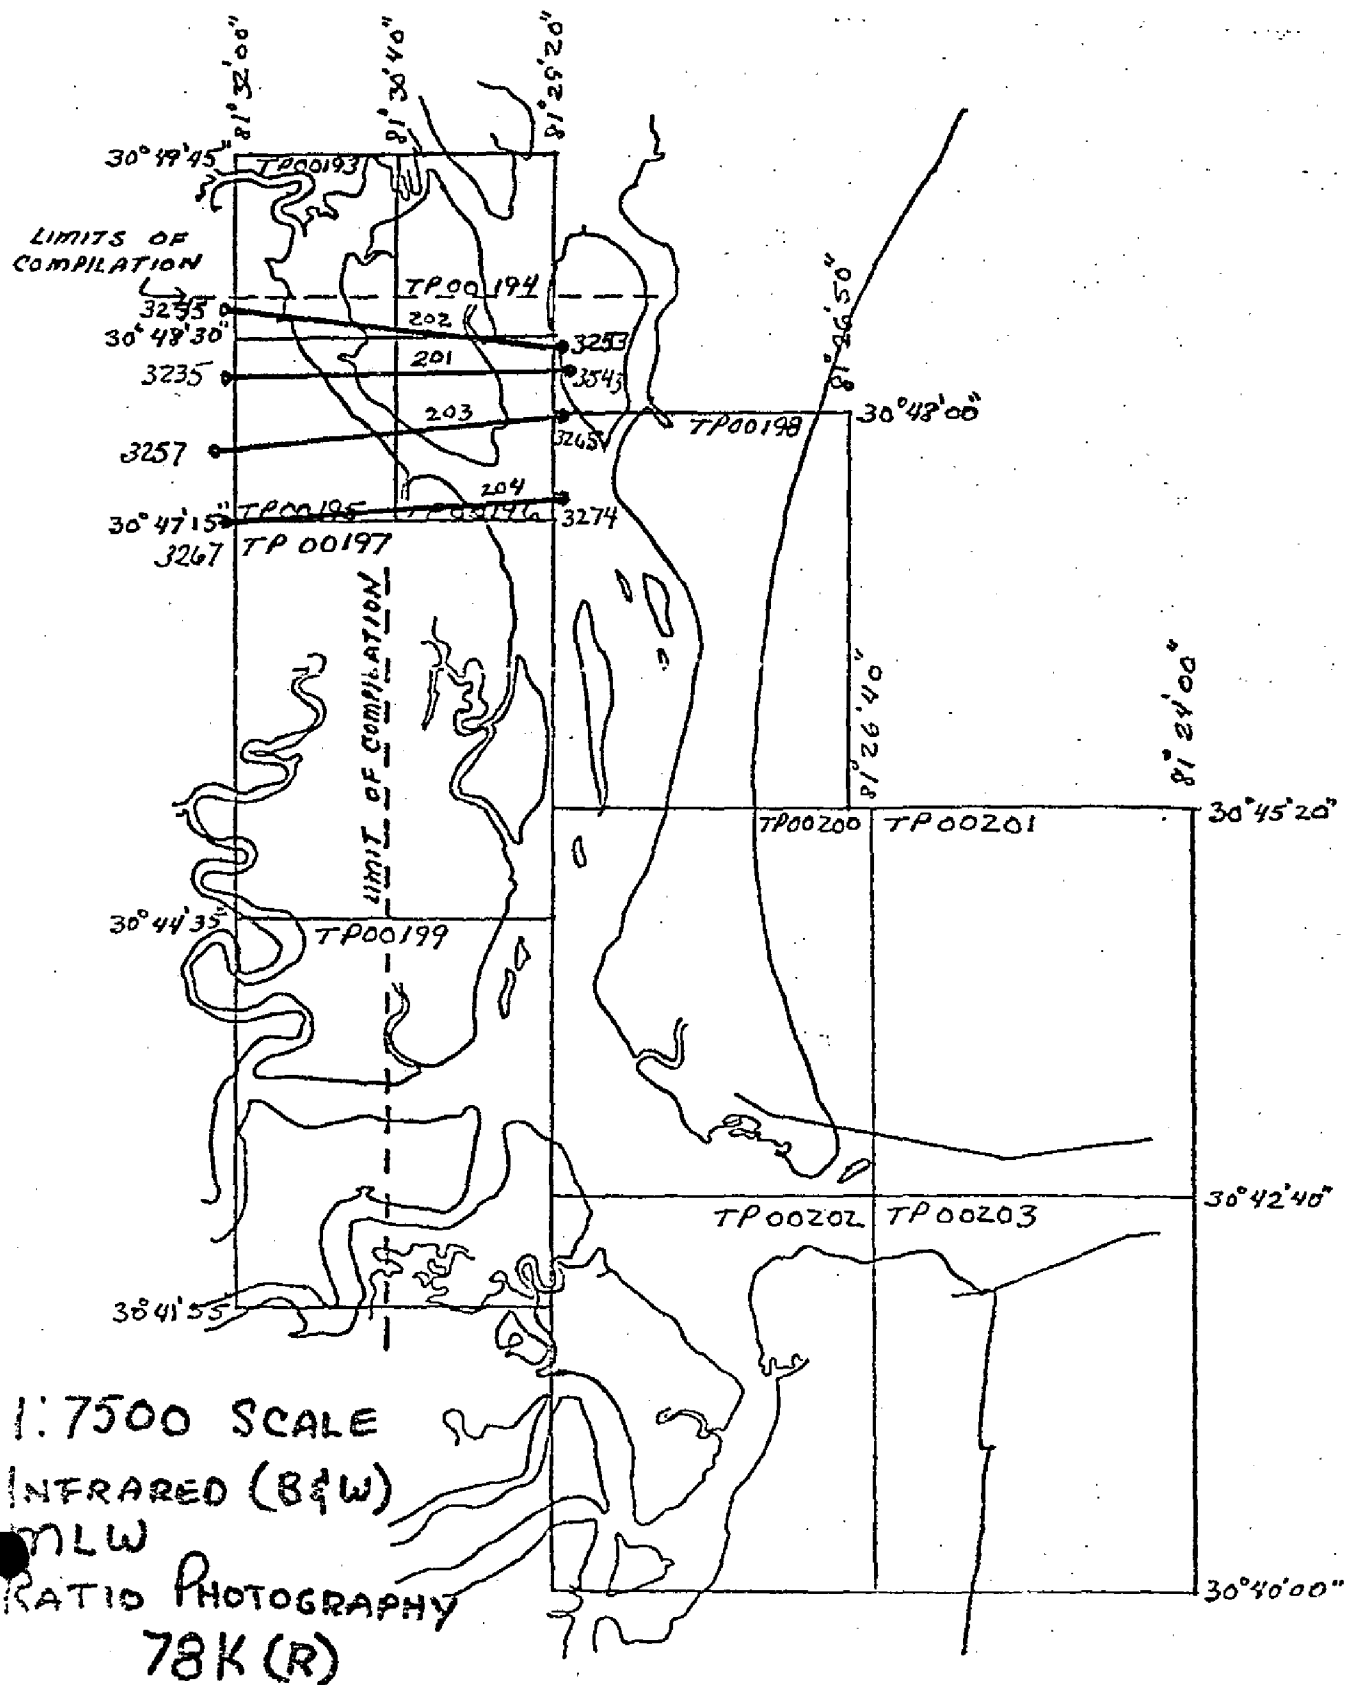 81°32'00"
81°30'40"
81°29'20"
30°49'45"
TP00193
LIMITS OF
COMPILATION
TP00194
3255
202
30°48'30"
3253
3235
201
3543
81°26'50"
203
3265
TP00198
30°48'00"
3257
204
30°47'15"
TP00195
TP00196
3274
3267
TP00197
LIMIT OF COMPILATION
81°26'40"
81°24'00"
TP00200
TP00201
30°45'20"
30°44'35"
TP00199
30°42'40"
TP00202
TP00203
30°41'55"
1:7500 SCALE
INFRARED (B&W)
MLW
RATIO PHOTOGRAPHY
78K (R)
30°40'00"